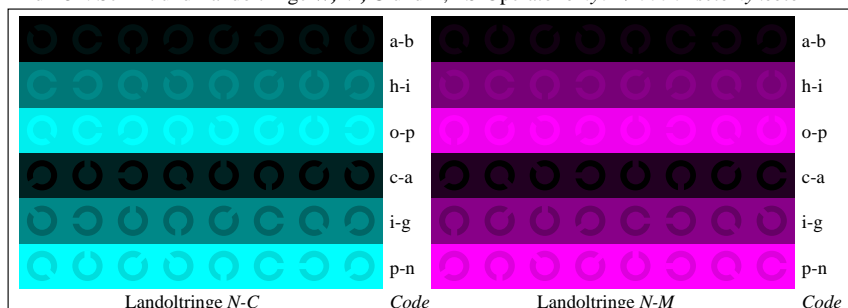 a-b
a-b
h-i
h-i
o-p
o-p
c-a
c-a
i-g
i-g
p-n
p-n
Landoltringe N-C Code Landoltringe N-M Code